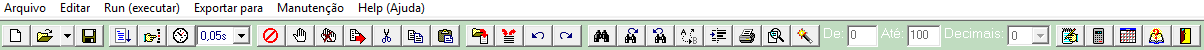 Arquivo Editar Run (executar) Exportar para Manutenção Help (Ajuda)
0,05s De: 0 Até: 100 Decimais: 0